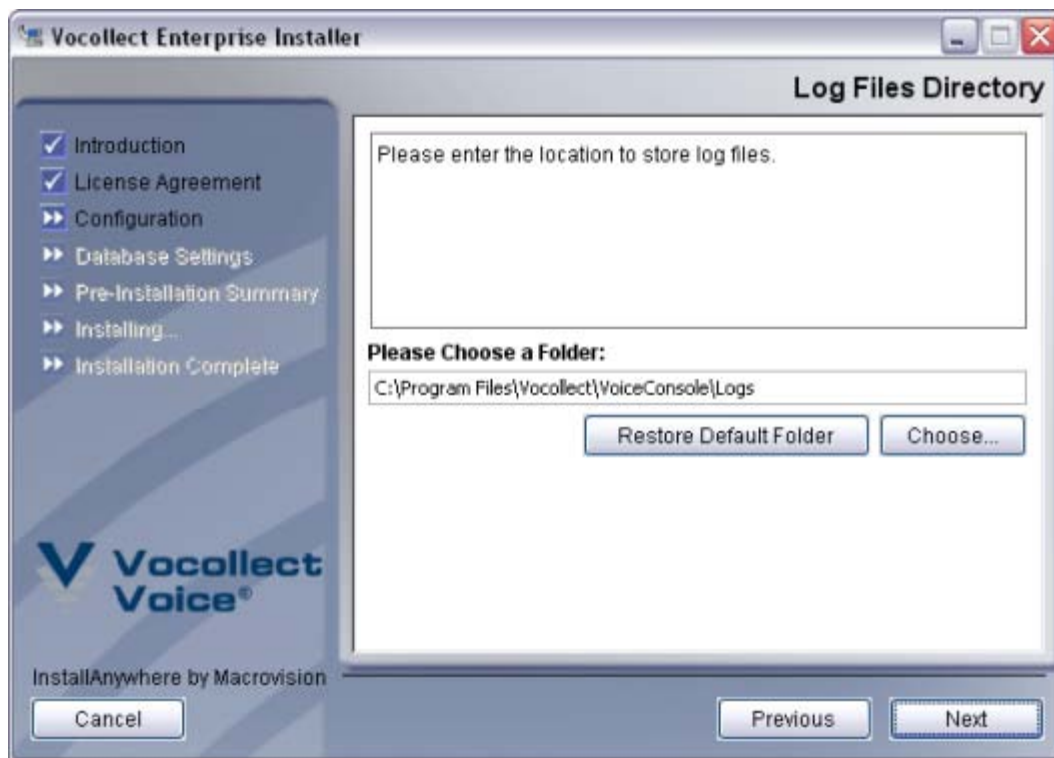 Vocollect Enterprise Installer
Log Files Directory
Introduction
License Agreement
Configuration
Database Settings
Pre-Installation Summary
Installing...
Installation Complete
Please enter the location to store log files.
Please Choose a Folder:
C:\Program Files\Vocollect\VoiceConsole\Logs
Restore Default Folder
Choose...
Vocollect
Voice®
InstallAnywhere by Macrovision
Cancel
Previous
Next